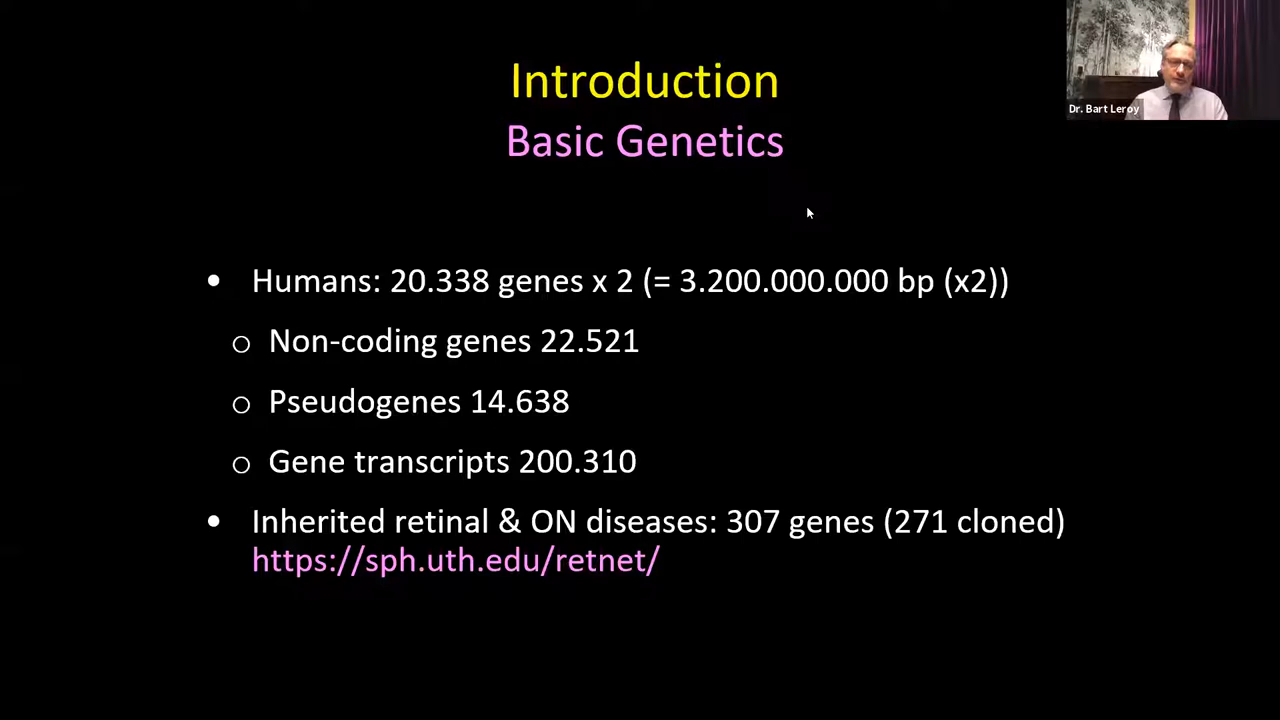 Introduction
Dr. Bart Leroy
Basic Genetics
• Humans: 20.338 genes x 2 (= 3.200.000.000 bp (x2))
o Non-coding genes 22.521
o Pseudogenes 14.638
o Gene transcripts 200.310
• Inherited retinal & ON diseases: 307 genes (271 cloned)
https://sph.uth.edu/retnet/